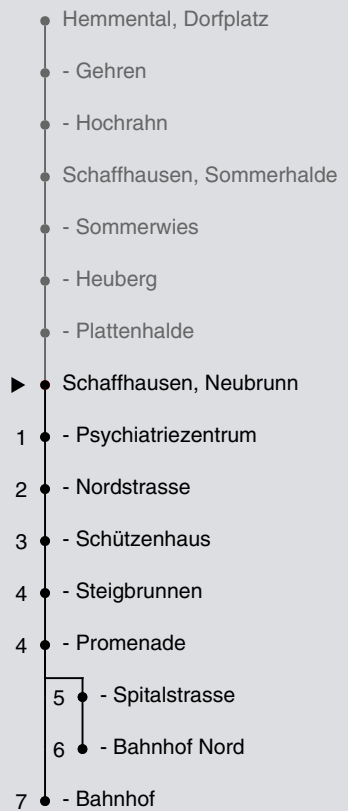 Hemmental, Dorfplatz
- Gehren
- Hochrahn
Schaffhausen, Sommerhalde
- Sommerwies
- Heuberg
- Plattenhalde
Schaffhausen, Neubrunn
1 - Psychiatriezentrum
2 - Nordstrasse
3 - Schützenhaus
4 - Steigbrunnen
4 - Promenade
5 - Spitalstrasse
6 - Bahnhof Nord
7 - Bahnhof